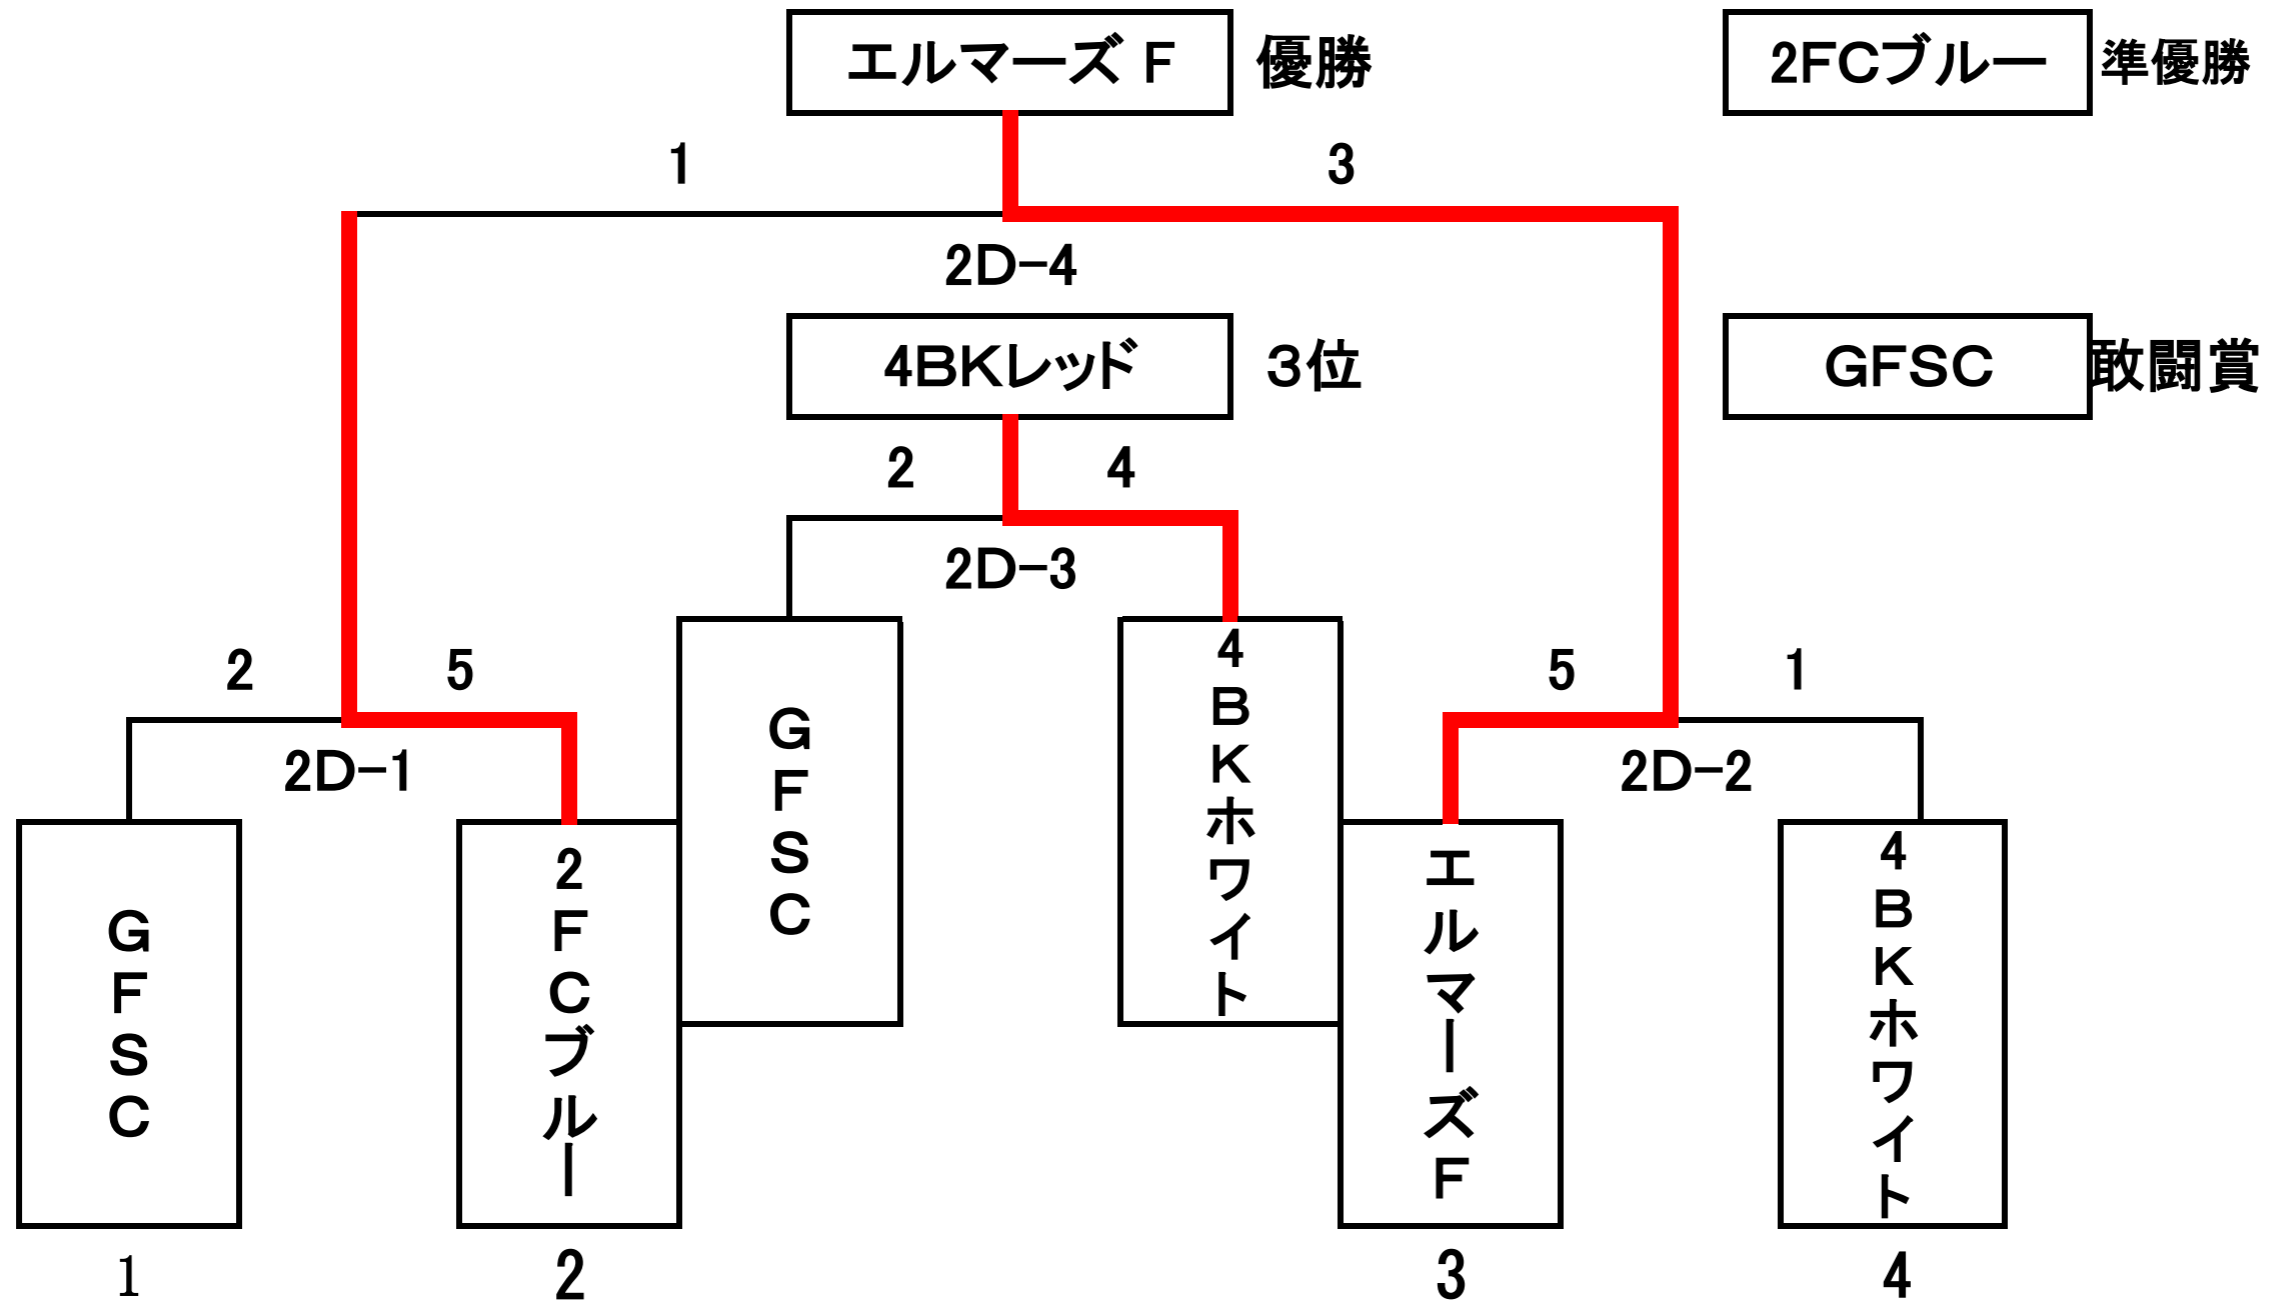 エルマーズ F 優勝 2FCブルー 準優勝
1 3
2D-4
4BKレッド 3位 GFSC 敢闘賞
2 4
2D-3
2 5 5 1
2D-1 2D-2
GFSC
2FCブルー
GFSC
4BKホワイト
エルマーズF
4BKホワイト
1 2 3 4